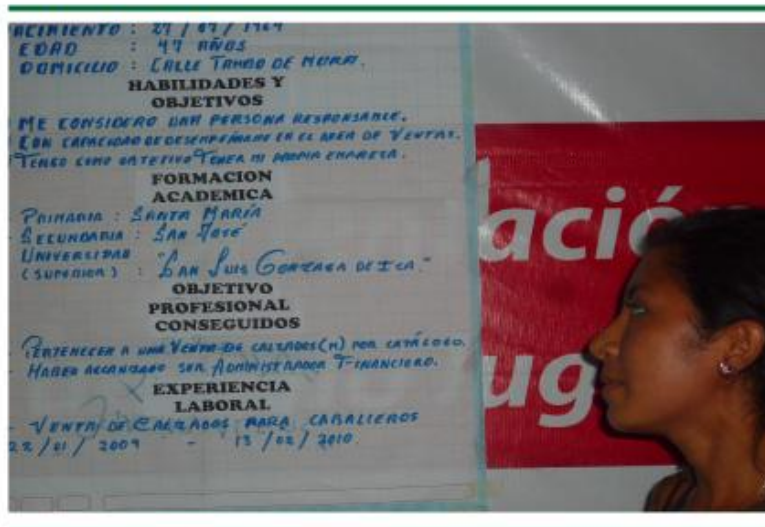 NACIMIENTO : 27 / 07 / 1969
EDAD : 47 AÑOS
DOMICILIO : CALLE TAMBO DE MORA.
HABILIDADES Y
OBJETIVOS
ME CONSIDERO UNA PERSONA RESPONSABLE.
CON CAPACIDAD DE DESEMPEÑARME EN EL AREA DE VENTAS.
TENGO COMO OBJETIVO TENER MI PROPIA EMPRESA.
FORMACION
ACADEMICA
- PRIMARIA : SANTA MARÍA
- SECUNDARIA : SAN JOSÉ
UNIVERSIDAD
(SUPERIOR) : "SAN LUIS GONZAGA DE ICA."
OBJETIVO
PROFESIONAL
CONSEGUIDOS
- PERTENECER A UNA VENTA DE CALZADOS(M) POR CATÁLOGO.
- HABER ALCANZADO SER ADMINISTRADOR FINANCIERO.
EXPERIENCIA
LABORAL
- VENTA DE CALZADOS PARA CABALLEROS
22 / 01 / 2009 - 13 / 02 / 2010
ació
ug